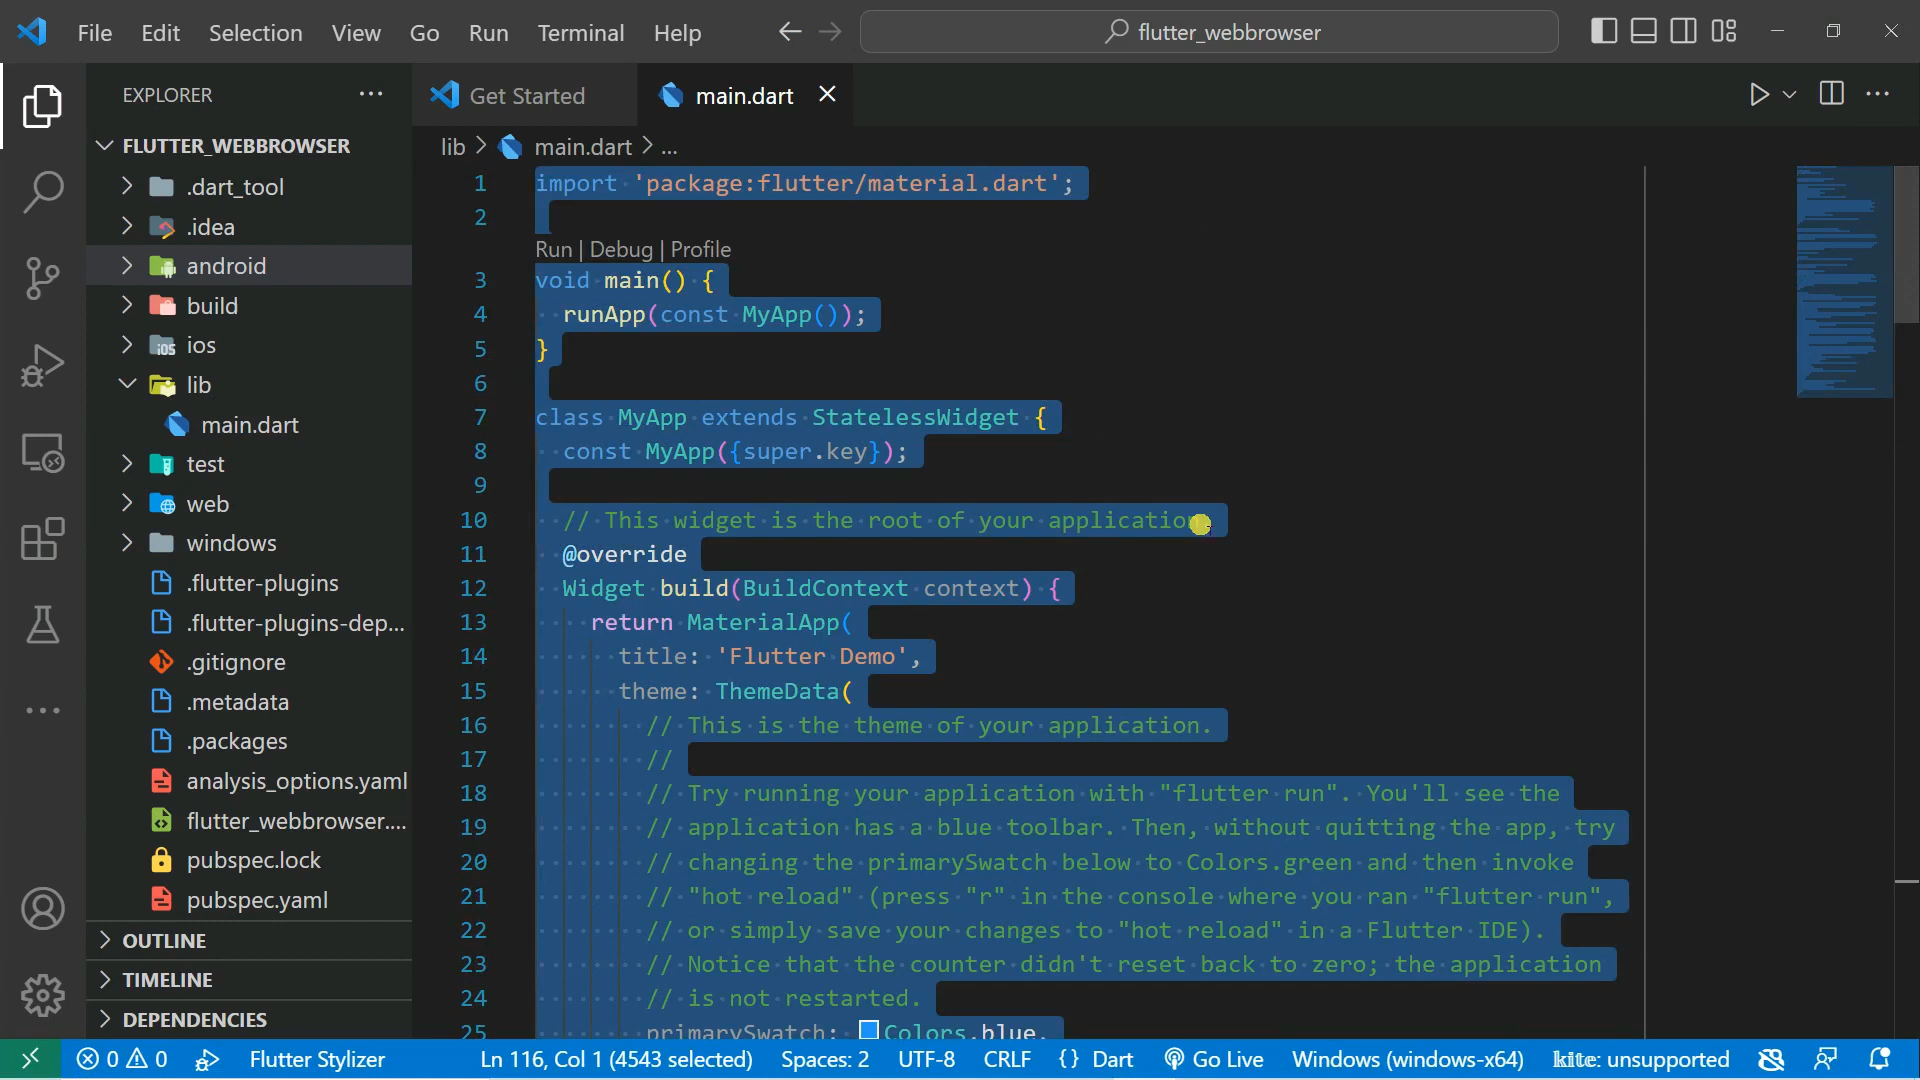 File Edit Selection View Go Run Terminal Help
flutter_webbrowser
EXPLORER
FLUTTER_WEBBROWSER
.dart_tool
.idea
android
build
ios
lib
main.dart
test
web
windows
.flutter-plugins
.flutter-plugins-dep...
.gitignore
.metadata
.packages
analysis_options.yaml
flutter_webbrowser....
pubspec.lock
pubspec.yaml
OUTLINE
TIMELINE
DEPENDENCIES
Get Started
main.dart
lib > main.dart > ...
1 import 'package:flutter/material.dart';
2
Run | Debug | Profile
3 void main() {
4 runApp(const MyApp());
5 }
6
7 class MyApp extends StatelessWidget {
8 const MyApp({super.key});
9
10 // This widget is the root of your application.
11 @override
12 Widget build(BuildContext context) {
13 return MaterialApp(
14 title: 'Flutter Demo',
15 theme: ThemeData(
16 // This is the theme of your application.
17 //
18 // Try running your application with "flutter run". You'll see the
19 // application has a blue toolbar. Then, without quitting the app, try
20 // changing the primarySwatch below to Colors.green and then invoke
21 // "hot reload" (press "r" in the console where you ran "flutter run",
22 // or simply save your changes to "hot reload" in a Flutter IDE).
23 // Notice that the counter didn't reset back to zero; the application
24 // is not restarted.
25 primarySwatch: Colors.blue,
0 0 Flutter Stylizer Ln 116, Col 1 (4543 selected) Spaces: 2 UTF-8 CRLF {} Dart Go Live Windows (windows-x64) kite: unsupported